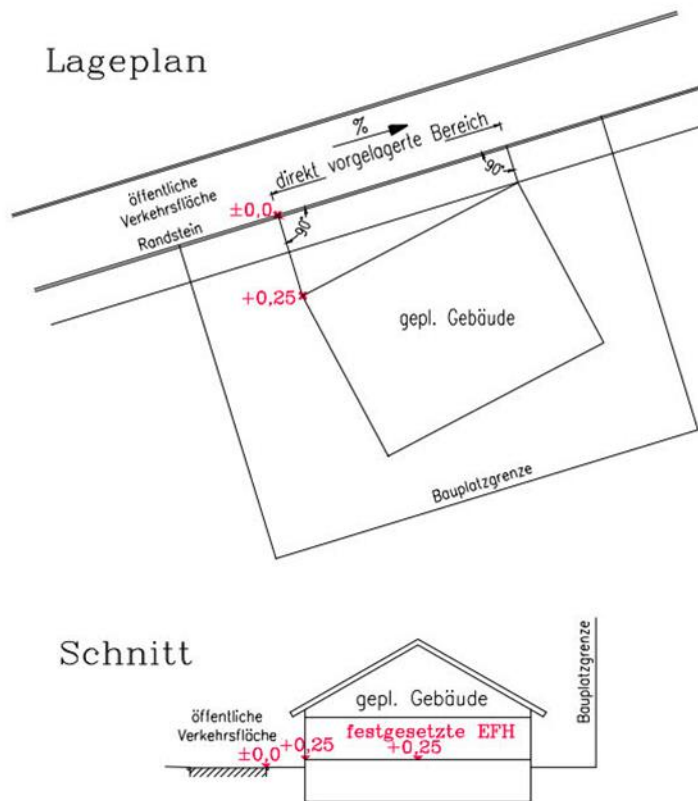 Lageplan
%
direkt vorgelagerte Bereich
öffentliche
Verkehrsfläche
±0,0
Randstein
90°
90°
+0,25
gepl. Gebäude
Bauplatzgrenze
Schnitt
Bauplatzgrenze
gepl. Gebäude
öffentliche
Verkehrsfläche
festgesetzte EFH
±0,0
+0,25
+0,25